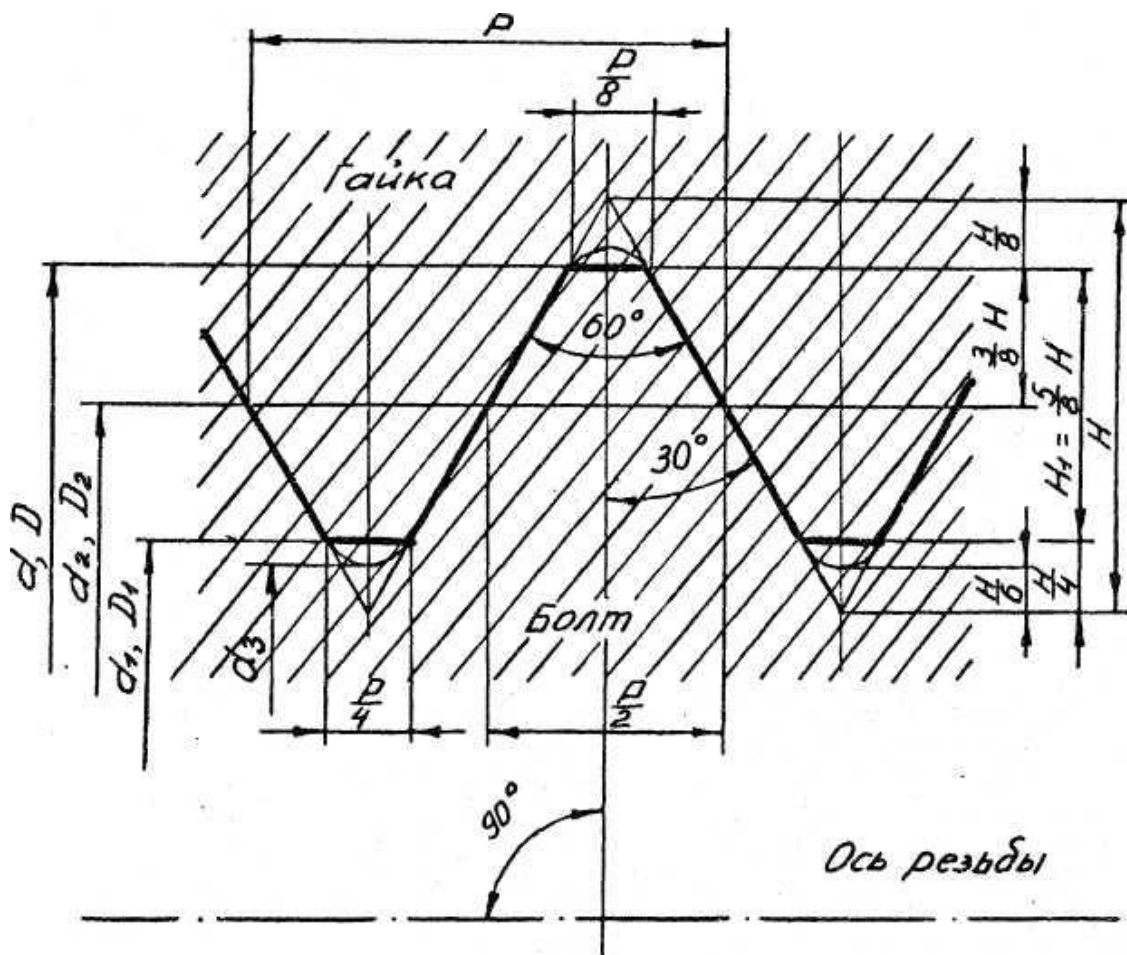 P
P/8
Гайка
H/8
60°
3/8 H
H₁ = 5/8 H
H
30°
d, D
d₂, D₂
d₁, D₁
d₃
Болт
H/6
H/4
P/4
P/2
90°
Ось резьбы